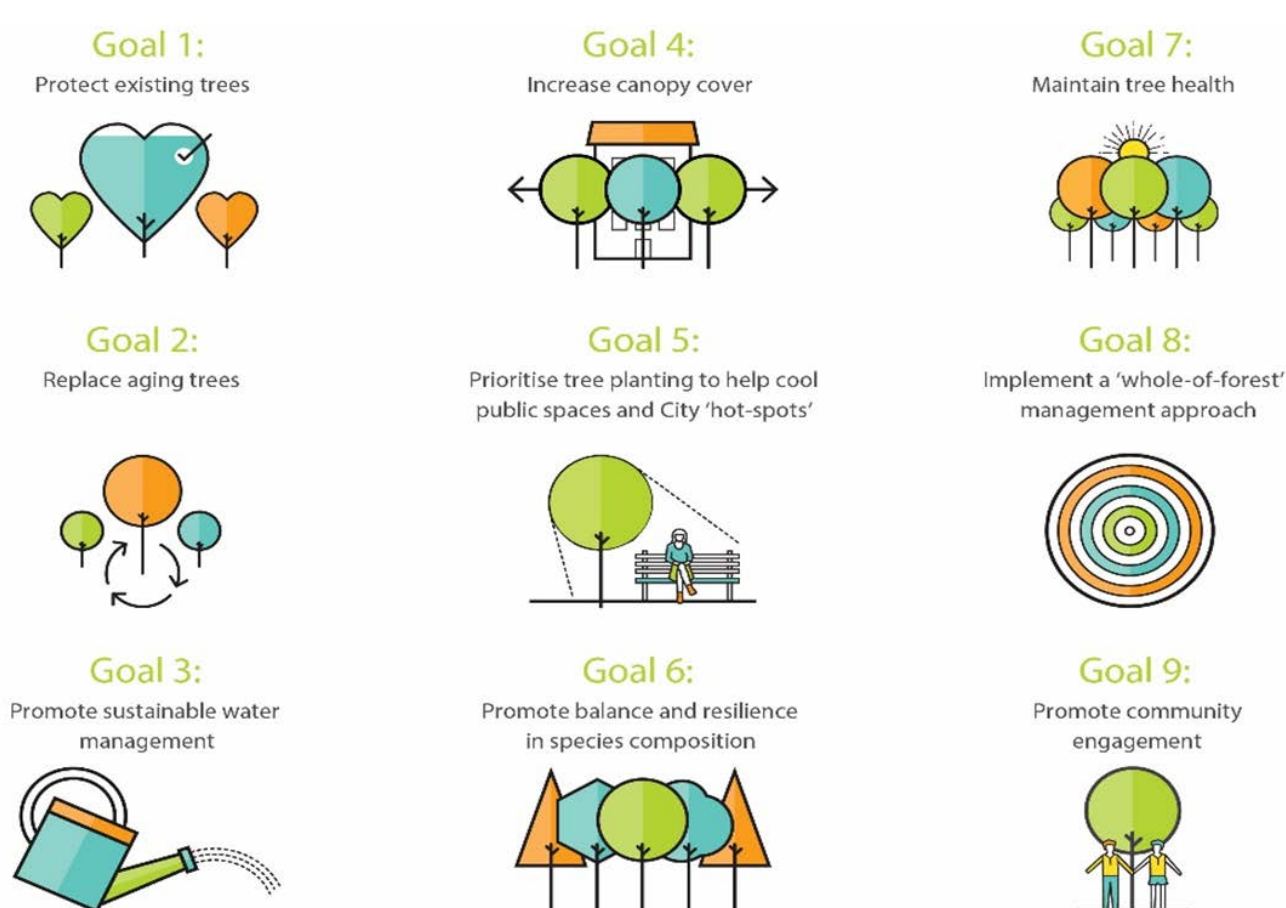 Goal 1:
Protect existing trees
Goal 2:
Replace aging trees
Goal 3:
Promote sustainable water
management
Goal 4:
Increase canopy cover
Goal 5:
Prioritise tree planting to help cool
public spaces and City 'hot-spots'
Goal 6:
Promote balance and resilience
in species composition
Goal 7:
Maintain tree health
Goal 8:
Implement a 'whole-of-forest'
management approach
Goal 9:
Promote community
engagement